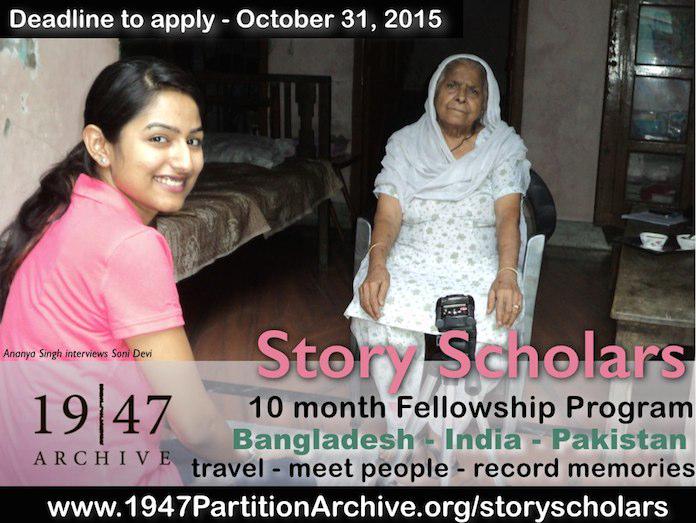 Deadline to apply - October 31, 2015
Ananya Singh interviews Soni Devi
Story Scholars
19|47
ARCHIVE
10 month Fellowship Program
Bangladesh - India - Pakistan
travel - meet people - record memories
www.1947PartitionArchive.org/storyscholars